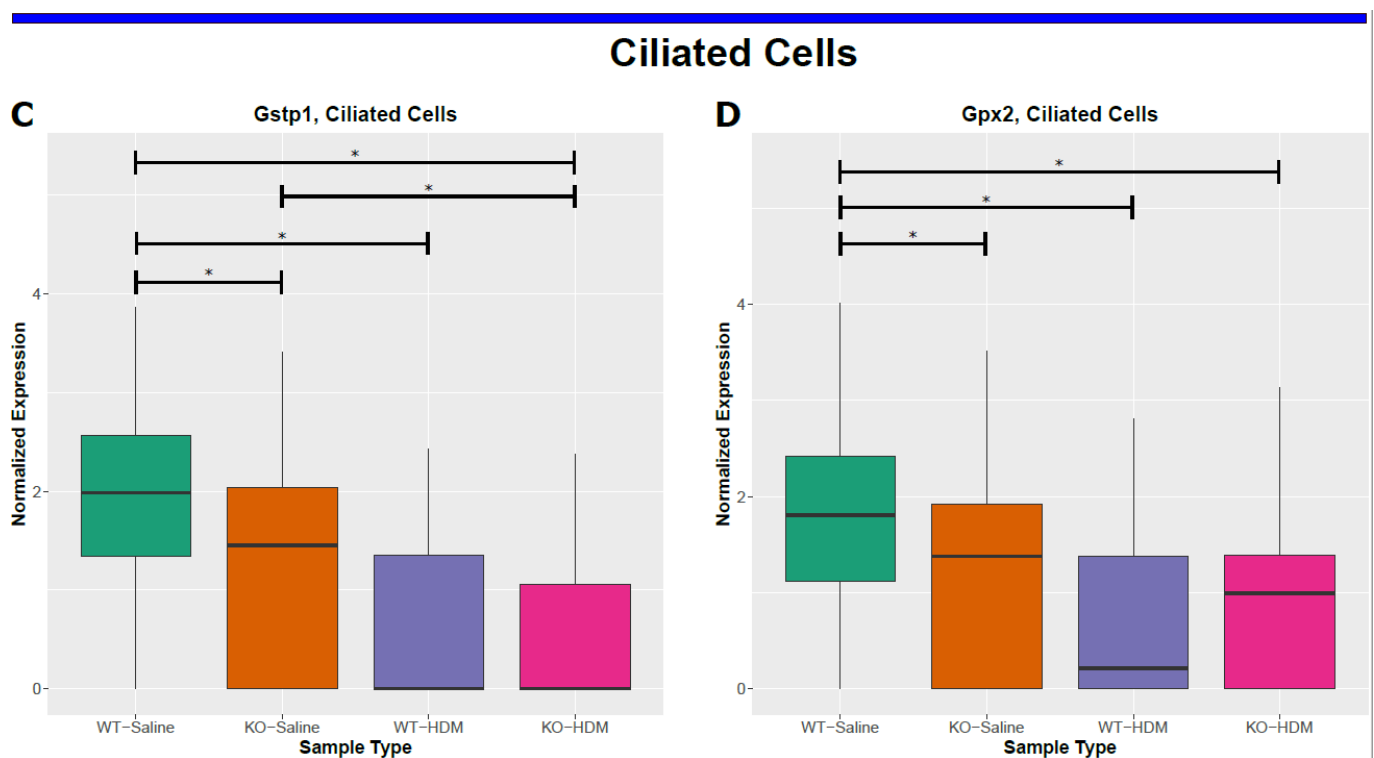 Ciliated Cells
C
Gstp1, Ciliated Cells
*
*
*
*
4
2
0
Normalized Expression
WT-Saline KO-Saline WT-HDM KO-HDM
Sample Type
D
Gpx2, Ciliated Cells
*
*
*
4
2
0
Normalized Expression
WT-Saline KO-Saline WT-HDM KO-HDM
Sample Type